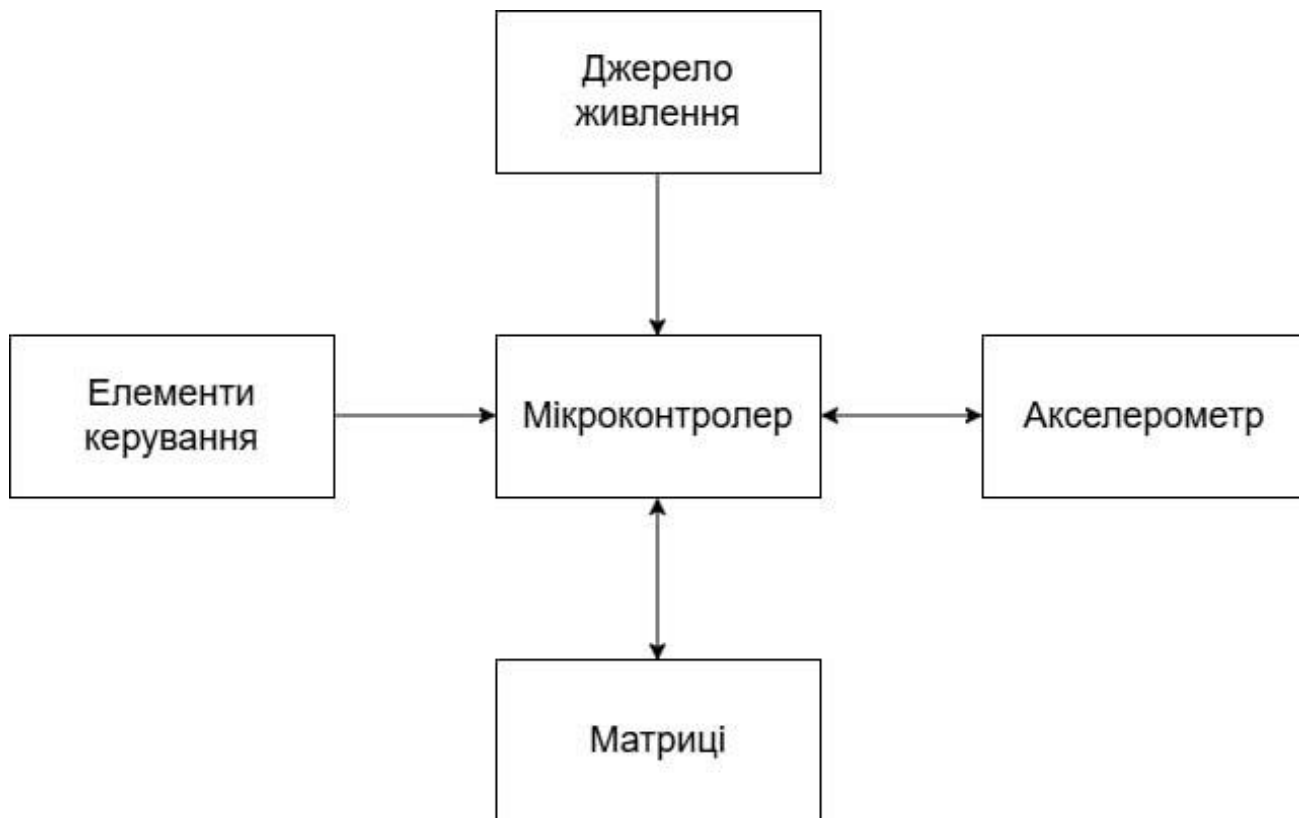 Джерело
живлення
Елементи
керування
Мікроконтролер
Акселерометр
Матриці